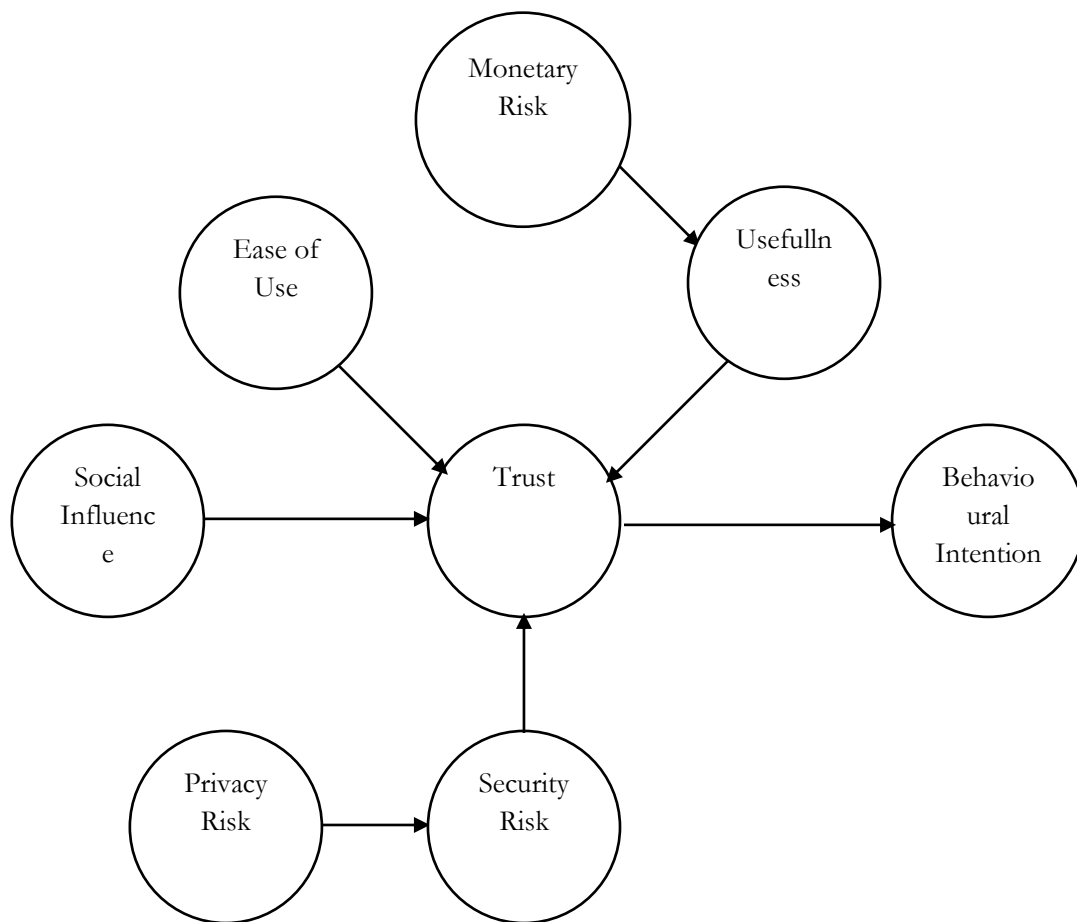 Monetary
Risk
Usefulln
ess
Ease of
Use
Trust
Social
Influenc
e
Behavio
ural
Intention
Privacy
Risk
Security
Risk